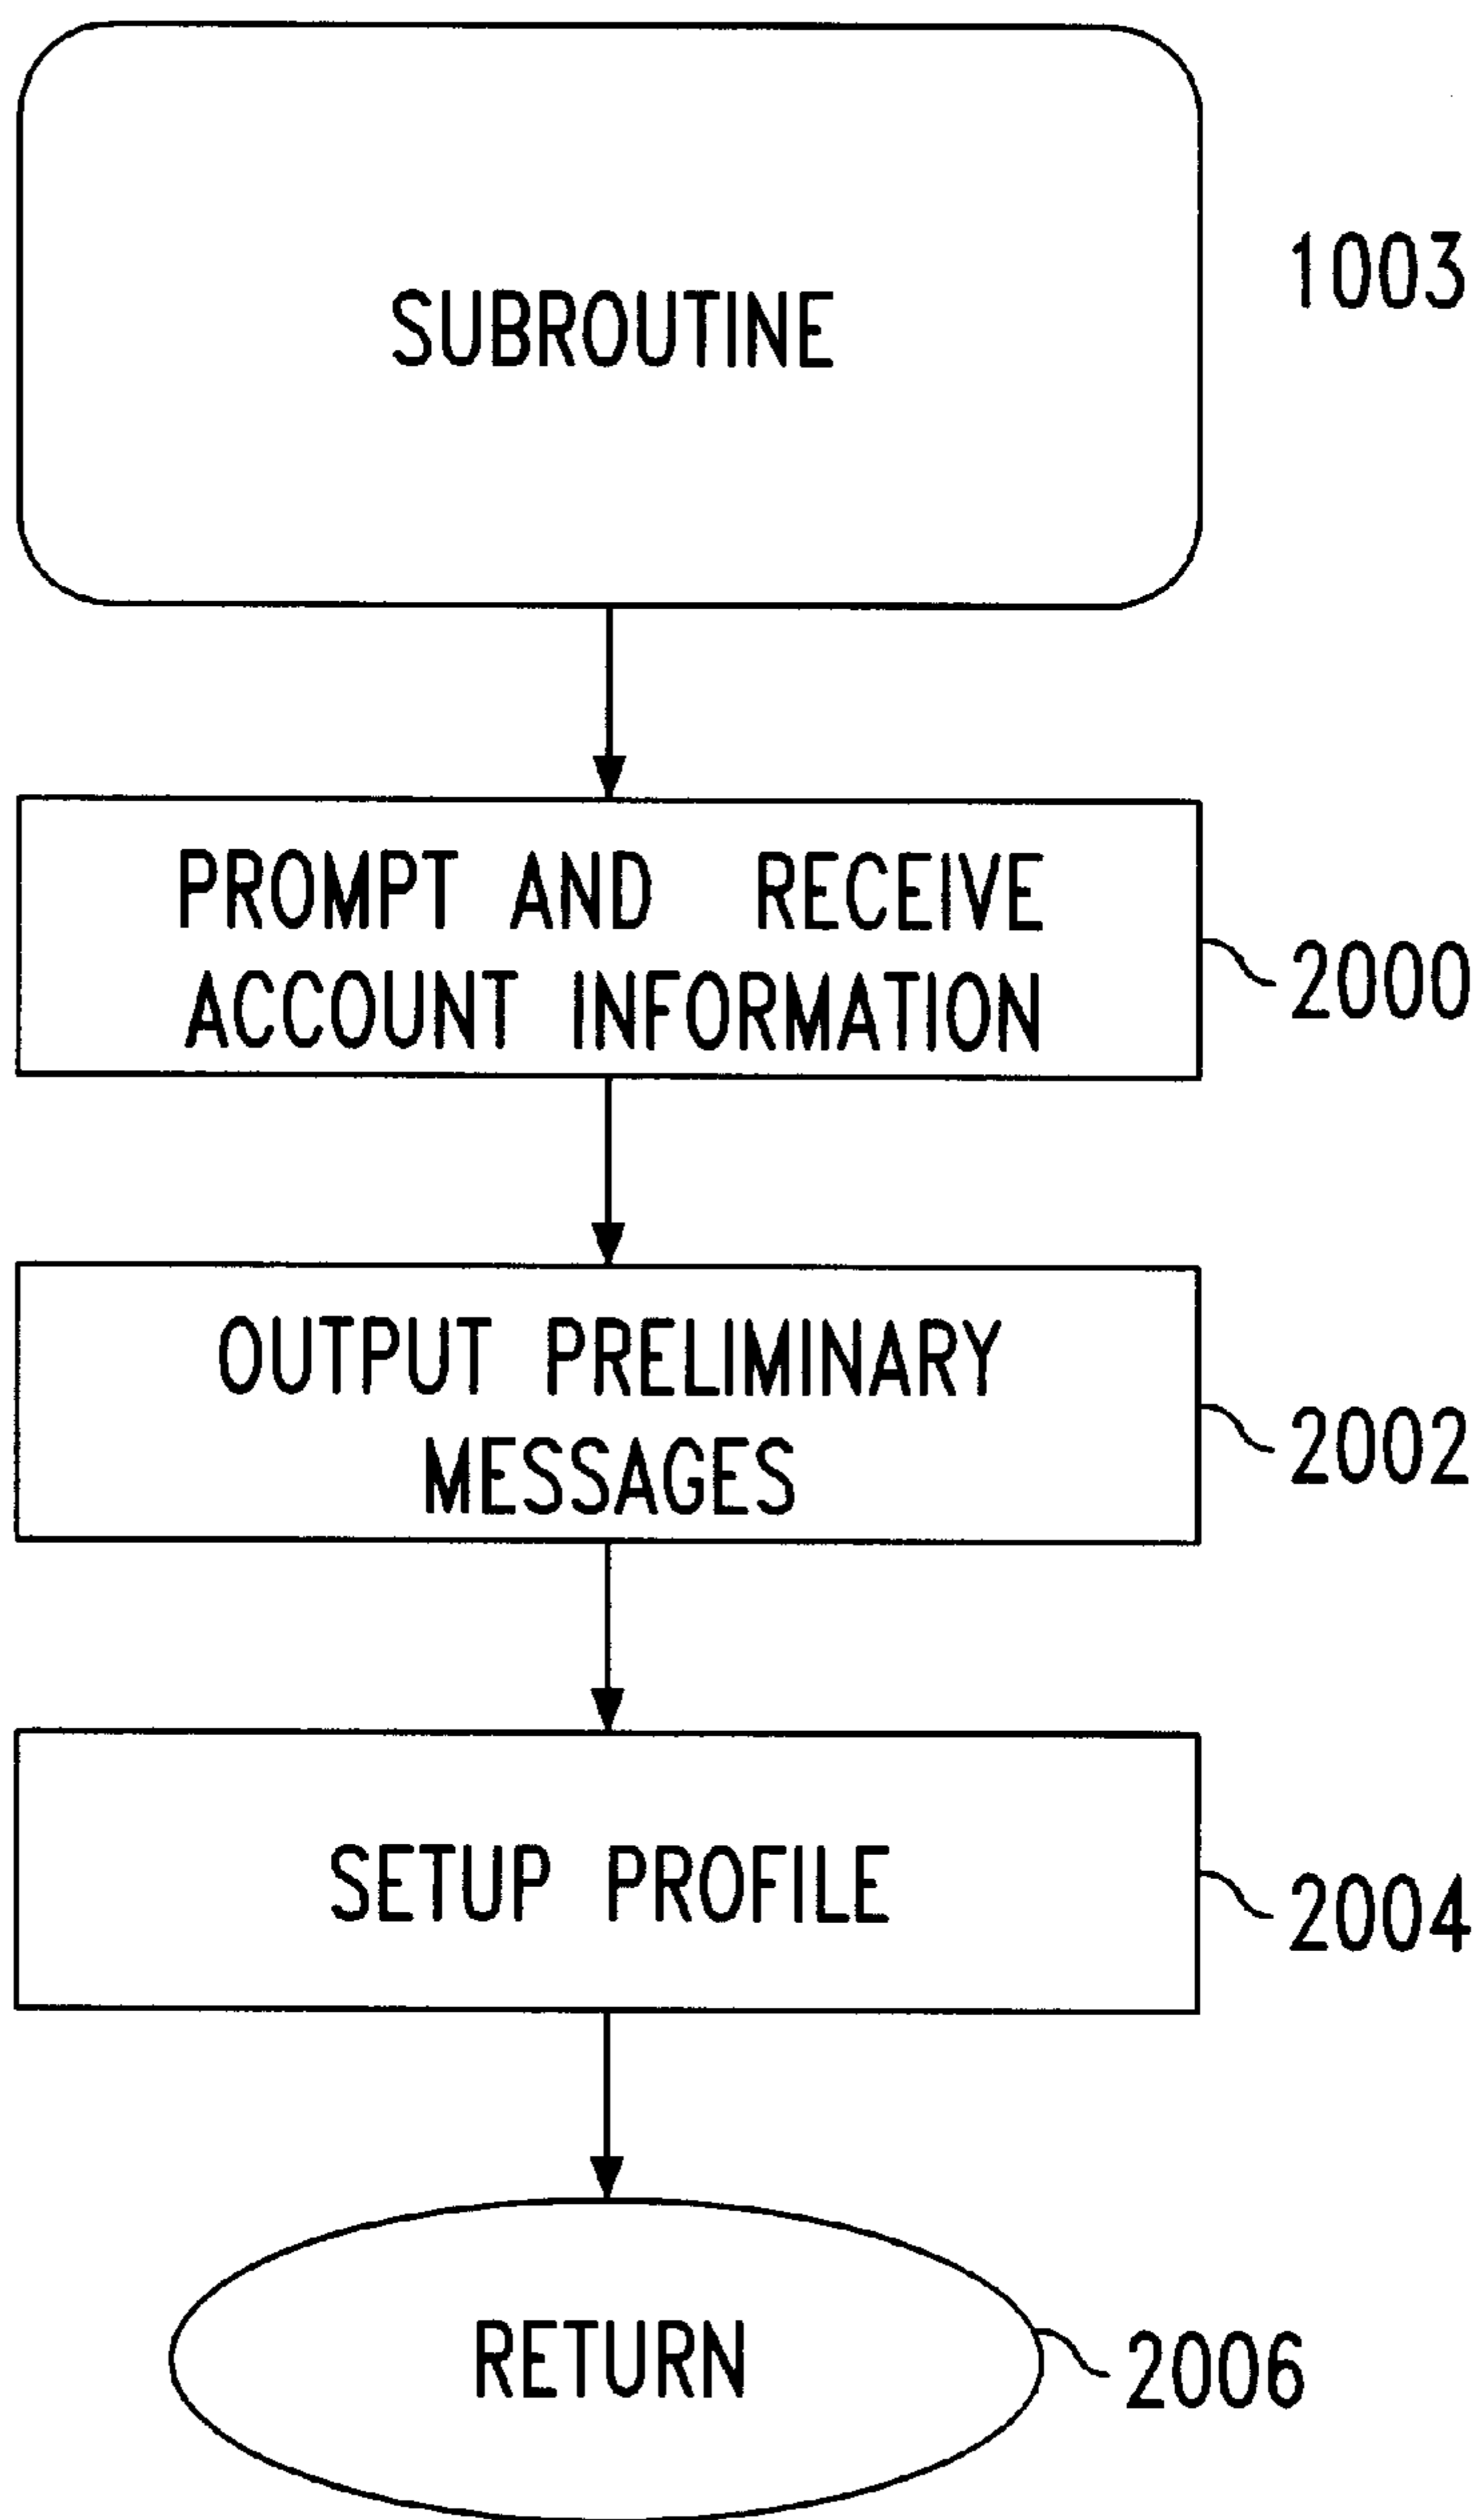 SUBROUTINE
1003
PROMPT AND RECEIVE
ACCOUNT INFORMATION
2000
OUTPUT PRELIMINARY
MESSAGES
2002
SETUP PROFILE
2004
RETURN
2006